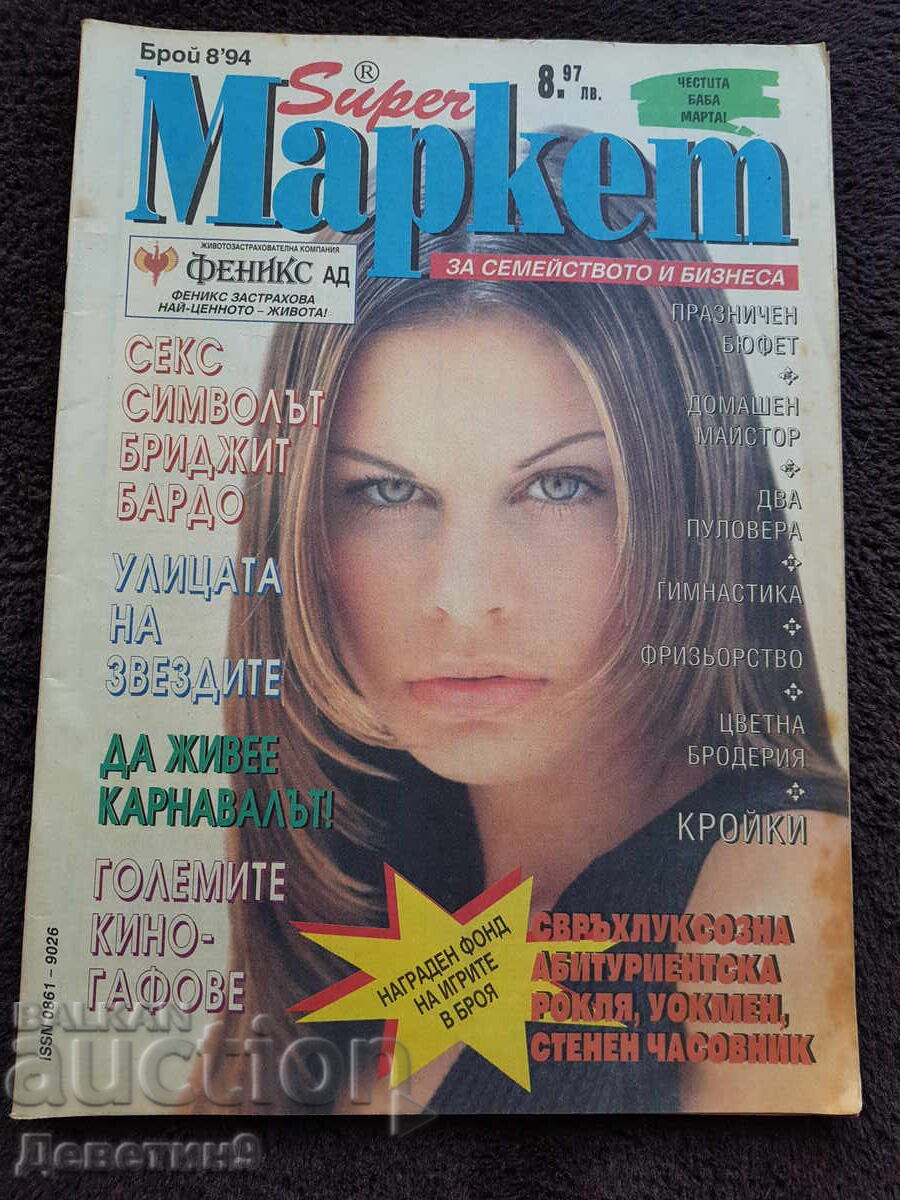 Брой 8'94
Super ®
Маркет
8.97 лв.
ЧЕСТИТА
БАБА
МАРТА!
ЗА СЕМЕЙСТВОТО И БИЗНЕСА
ЖИВОТОЗАСТРАХОВАТЕЛНА КОМПАНИЯ
ФЕНИКС АД
ФЕНИКС ЗАСТРАХОВА
НАЙ-ЦЕННОТО – ЖИВОТА!
СЕКС
СИМВОЛЪТ
БРИДЖИТ
БАРДО
УЛИЦАТА
НА
ЗВЕЗДИТЕ
ДА ЖИВЕЕ
КАРНАВАЛЪТ!
ГОЛЕМИТЕ
КИНО-
ГАФОВЕ
ПРАЗНИЧЕН
БЮФЕТ
ДОМАШЕН
МАЙСТОР
ДВА
ПУЛОВЕРА
ГИМНАСТИКА
ФРИЗЬОРСТВО
ЦВЕТНА
БРОДЕРИЯ
КРОЙКИ
НАГРАДЕН ФОНД
НА ИГРИТЕ
В БРОЯ
СВРЪХЛУКСОЗНА
АБИТУРИЕНТСКА
РОКЛЯ, УОКМЕН,
СТЕНЕН ЧАСОВНИК
ISSN 0861 – 9026
BALKAN
auction
Деветин9